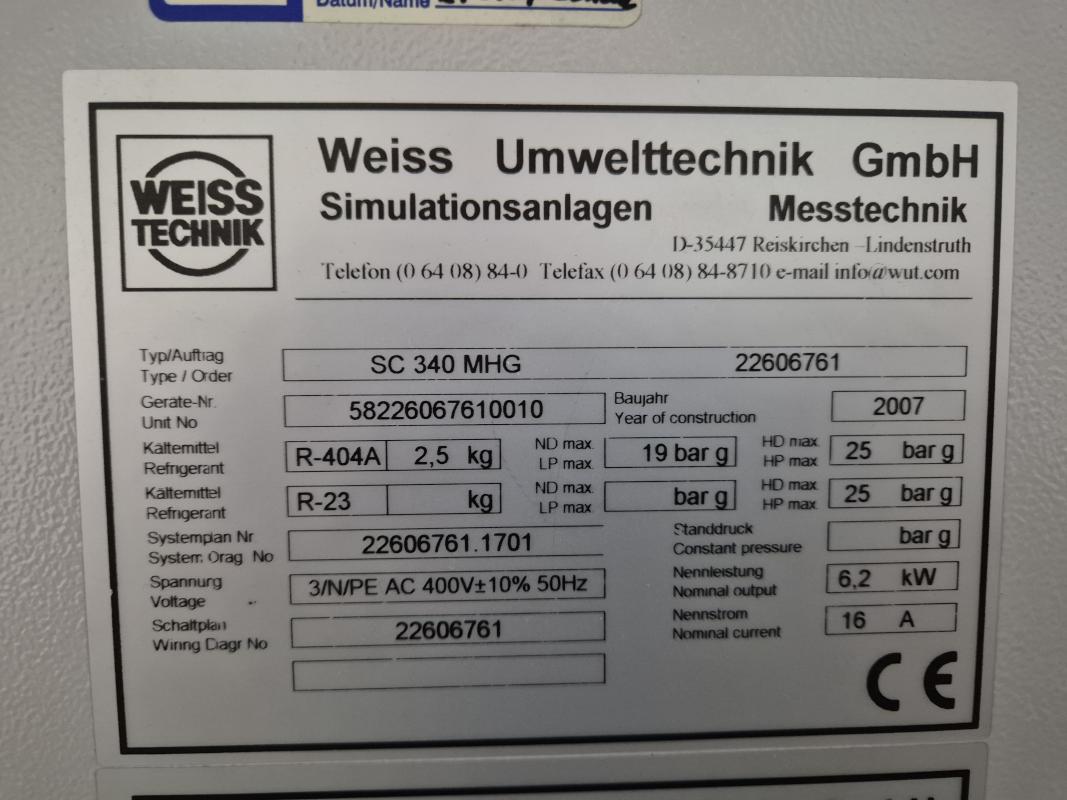 Datum/Name
WEISS
TECHNIK
Weiss Umwelttechnik GmbH
Simulationsanlagen Messtechnik
D-35447 Reiskirchen -Lindenstruth
Telefon (0 64 08) 84-0 Telefax (0 64 08) 84-8710 e-mail info@wut.com
Typ/Auftrag
Type / Order
SC 340 MHG 22606761
Geräte-Nr.
Unit No
58226067610010
Baujahr
Year of construction
2007
Kältemittel
Refrigerant
R-404A 2,5 kg
ND max.
LP max.
19 bar g
HD max.
HP max.
25 bar g
Kältemittel
Refrigerant
R-23 kg
ND max.
LP max.
bar g
HD max.
HP max.
25 bar g
Systemplan Nr
System Drag. No
22606761.1701
Standdruck
Constant pressure
bar g
Spannung
Voltage
3/N/PE AC 400V±10% 50Hz
Nennleistung
Nominal output
6,2 kW
Schaltplan
Wiring Diagr No
22606761
Nennstrom
Nominal current
16 A
CE